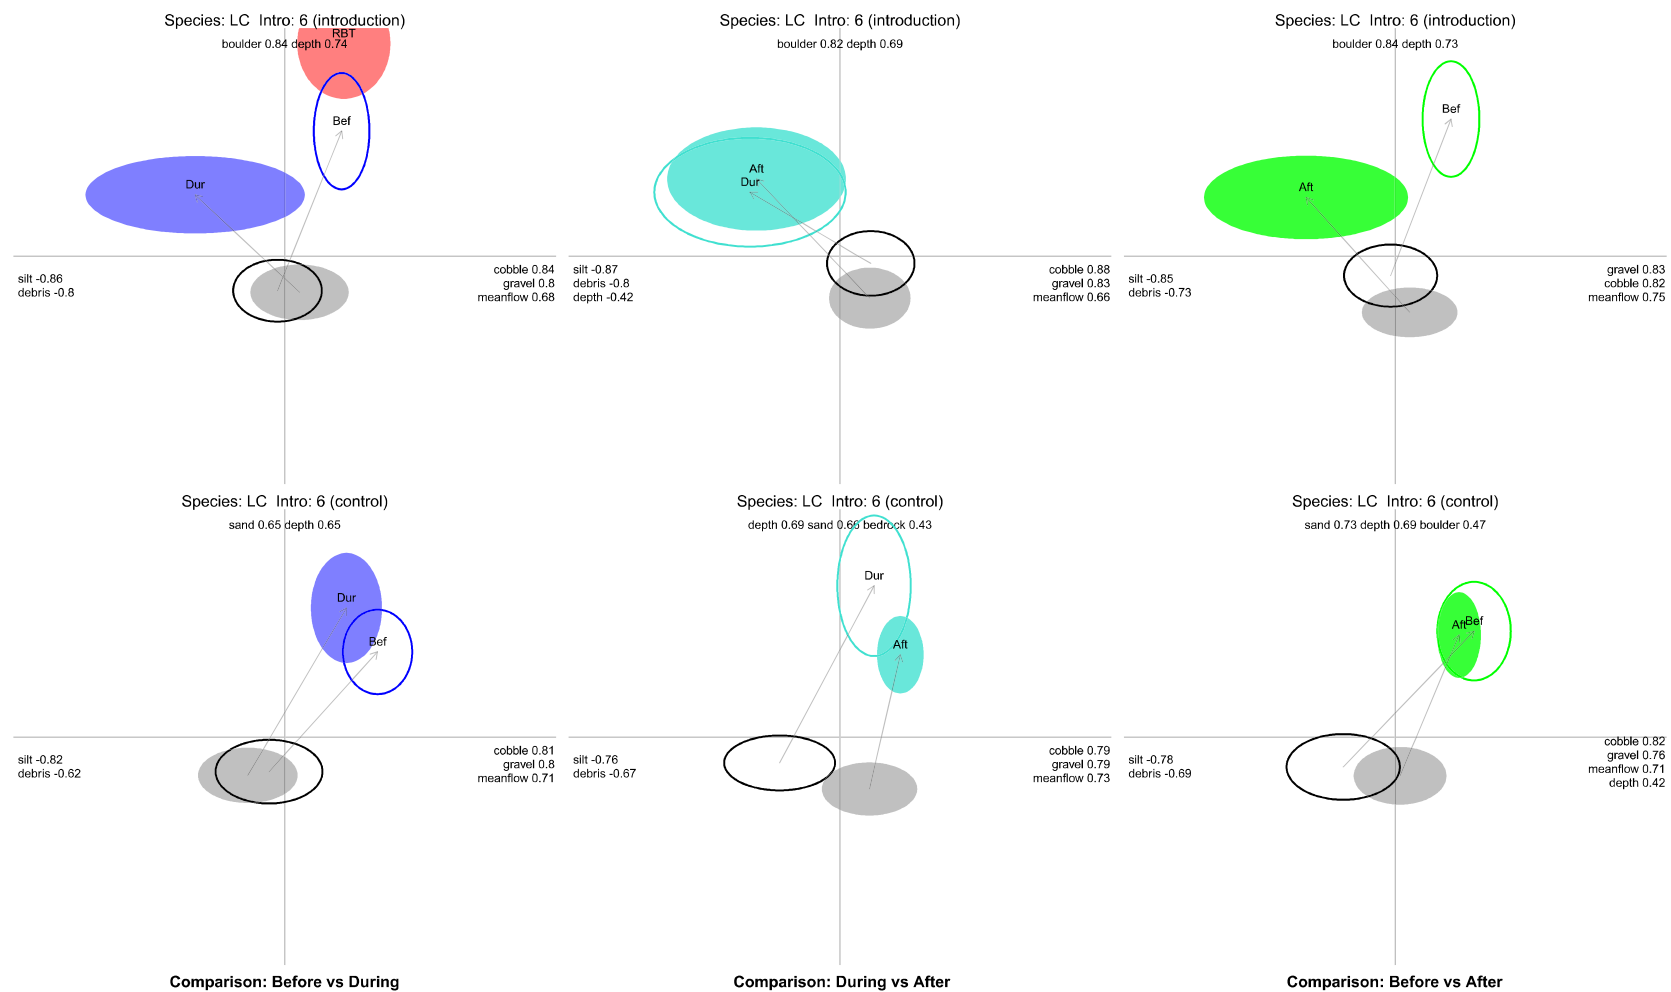 Species: LC  Intro: 6 (introduction)
RBT
boulder 0.84 depth 0.74
Bef
Dur
silt -0.86
debris -0.8
cobble 0.84
gravel 0.8
meanflow 0.68
Species: LC  Intro: 6 (introduction)
boulder 0.82 depth 0.69
Aft
Dur
silt -0.87
debris -0.8
depth -0.42
cobble 0.88
gravel 0.83
meanflow 0.66
Species: LC  Intro: 6 (introduction)
boulder 0.84 depth 0.73
Bef
Aft
silt -0.85
debris -0.73
gravel 0.83
cobble 0.82
meanflow 0.75
Species: LC  Intro: 6 (control)
sand 0.65 depth 0.65
Dur
Bef
silt -0.82
debris -0.62
cobble 0.81
gravel 0.8
meanflow 0.71
Comparison: Before vs During
Species: LC  Intro: 6 (control)
depth 0.69 sand 0.66 bedrock 0.43
Dur
Aft
silt -0.76
debris -0.67
cobble 0.79
gravel 0.79
meanflow 0.73
Comparison: During vs After
Species: LC  Intro: 6 (control)
sand 0.73 depth 0.69 boulder 0.47
Aft
Bef
silt -0.78
debris -0.69
cobble 0.82
gravel 0.76
meanflow 0.71
depth 0.42
Comparison: Before vs After